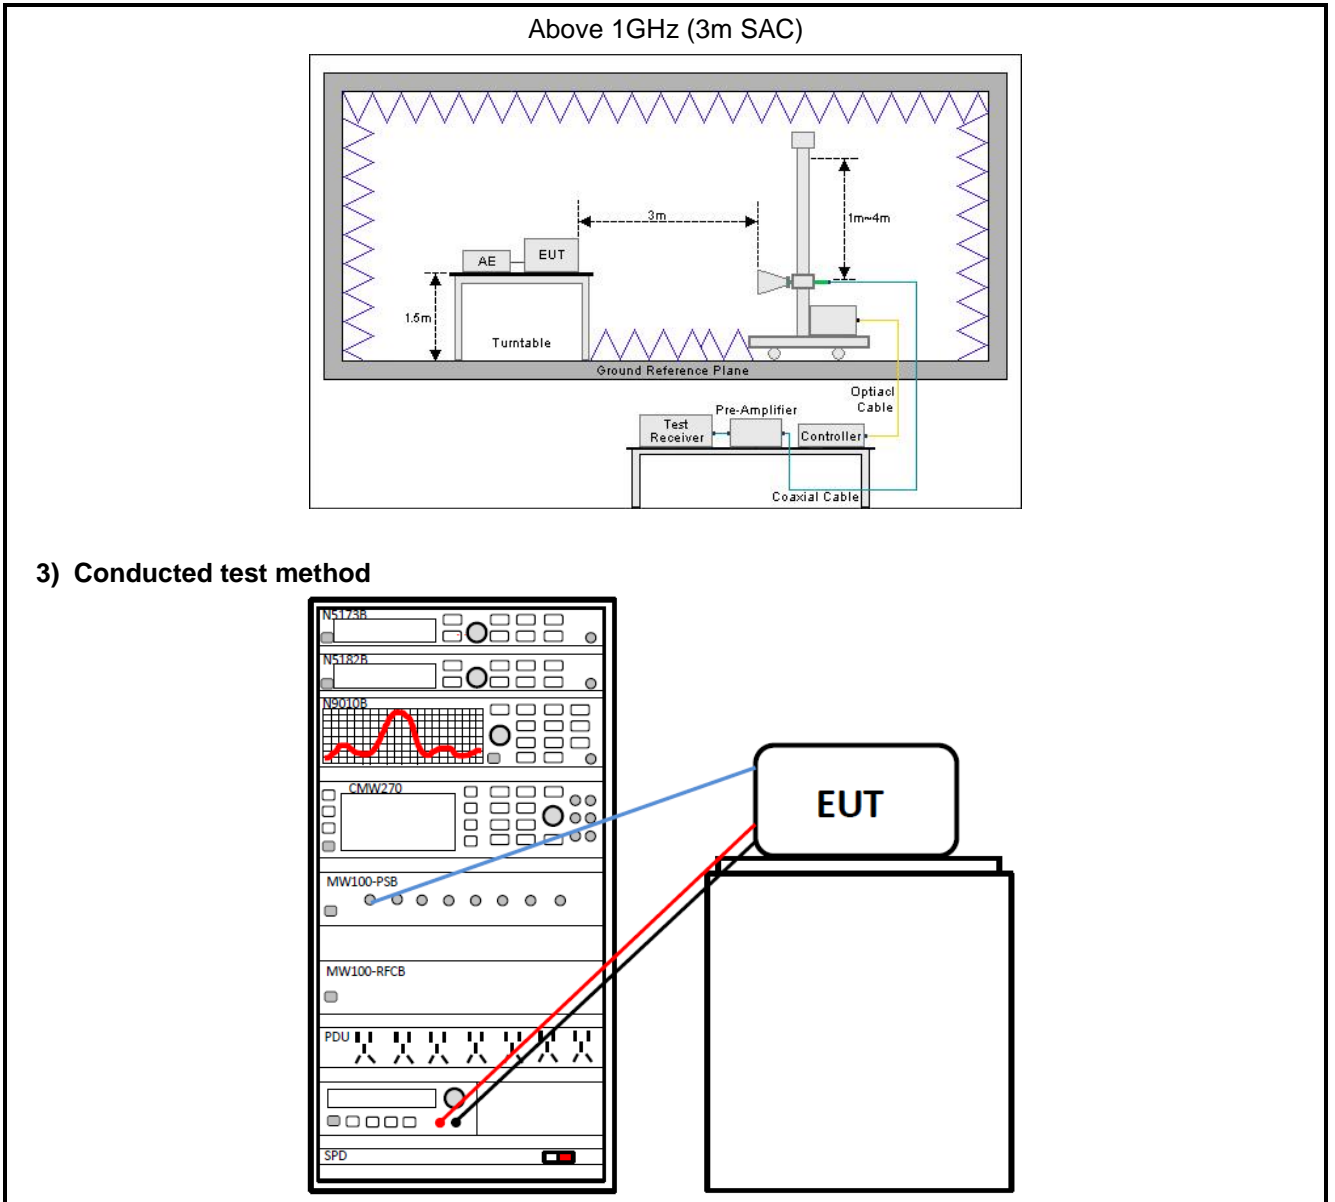 Above 1GHz (3m SAC)
3m
1m~4m
AE
EUT
1.5m
Turntable
Ground Reference Plane
Optiacl
Cable
Pre-Amplifier
Test
Receiver
Controller
Coaxial Cable
3) Conducted test method
N5173B
N5182B
N9010B
CMW270
EUT
MW100-PSB
MW100-RFCB
PDU
SPD